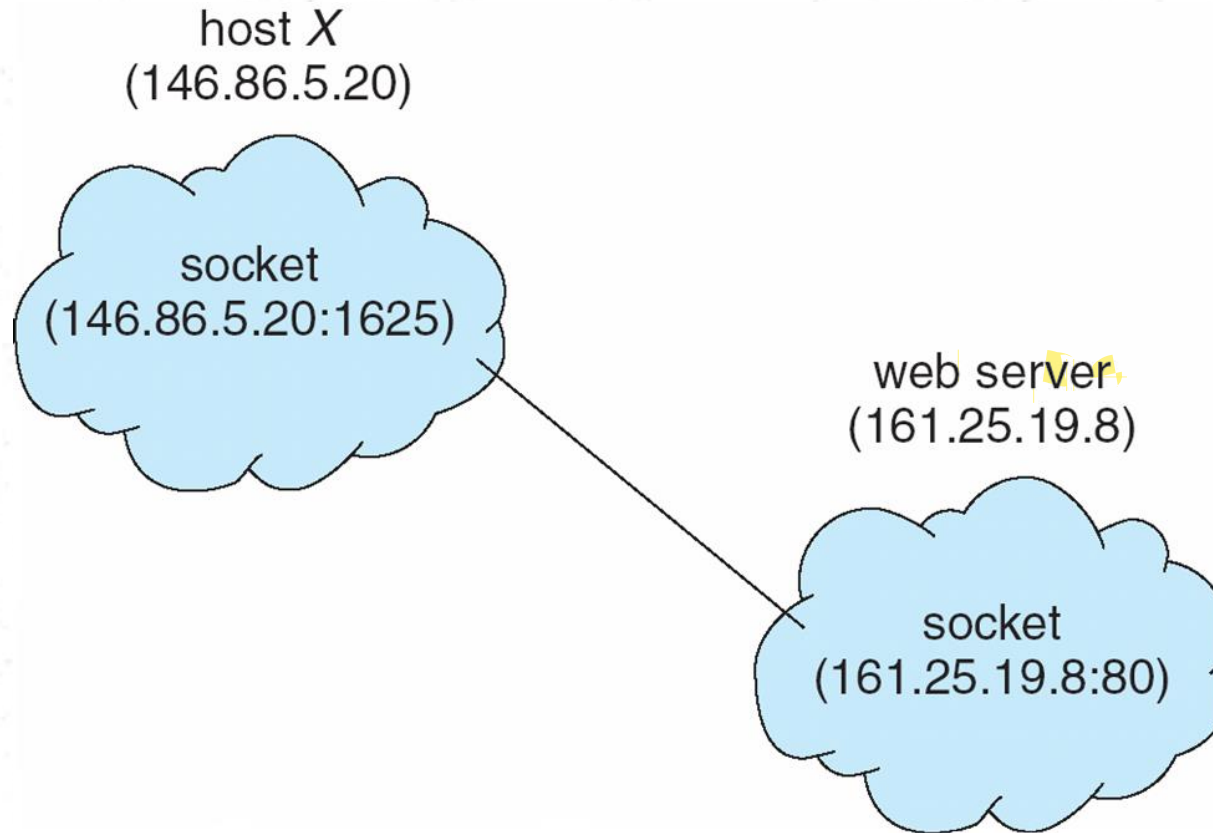 host X
(146.86.5.20)
socket
(146.86.5.20:1625)
web server
(161.25.19.8)
socket
(161.25.19.8:80)